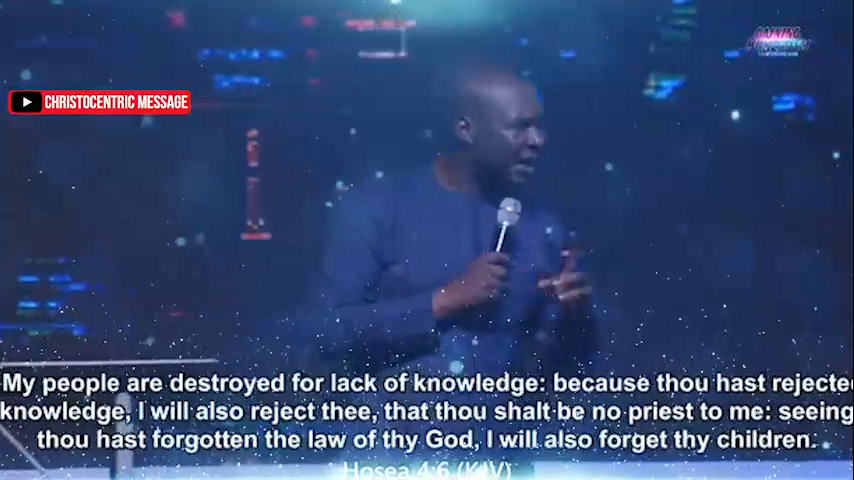 CHRISTOCENTRIC MESSAGE
My people are destroyed for lack of knowledge: because thou hast rejected
knowledge, I will also reject thee, that thou shalt be no priest to me: seeing
thou hast forgotten the law of thy God, I will also forget thy children.
Hosea 4:6 (KJV)